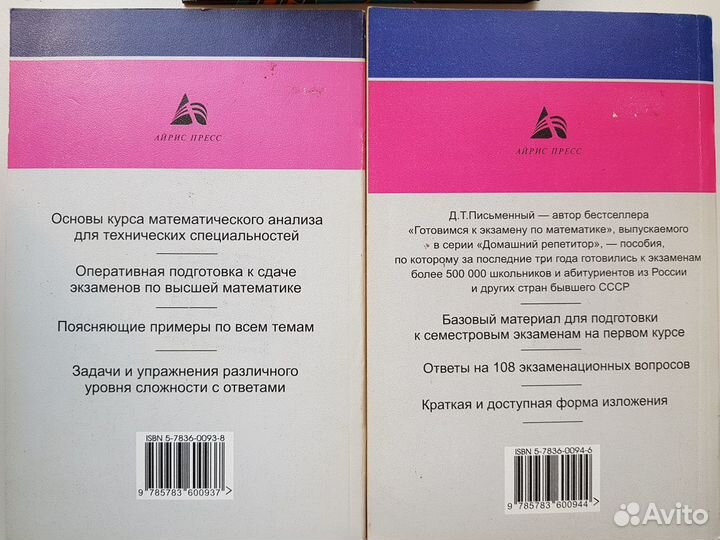 АЙРИС ПРЕСС
Основы курса математического анализа
для технических специальностей
Оперативная подготовка к сдаче
экзаменов по высшей математике
Поясняющие примеры по всем темам
Задачи и упражнения различного
уровня сложности с ответами
ISBN 5-7836-0093-8
9 785783 600937>
АЙРИС ПРЕСС
Д.Т.Письменный — автор бестселлера
«Готовимся к экзамену по математике», выпускаемого
в серии «Домашний репетитор», — пособия,
по которому за последние три года готовились к экзаменам
более 500 000 школьников и абитуриентов из России
и других стран бывшего СССР
Базовый материал для подготовки
к семестровым экзаменам на первом курсе
Ответы на 108 экзаменационных вопросов
Краткая и доступная форма изложения
ISBN 5-7836-0094-6
9 785783 600944>
Avito